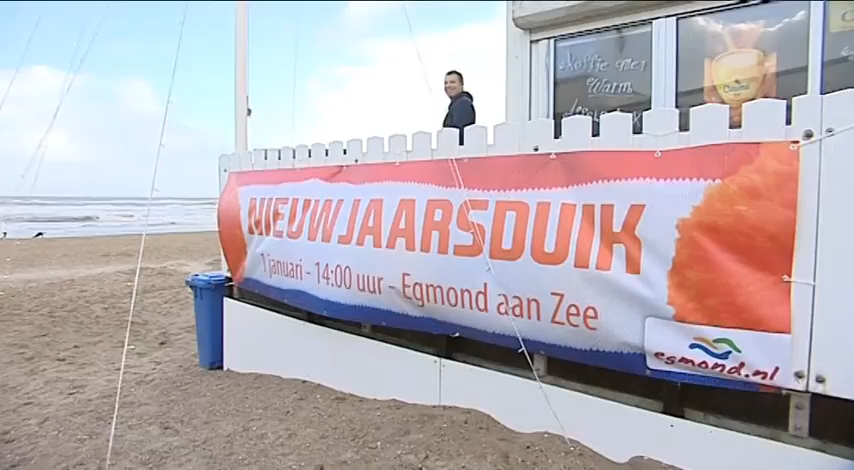 koffie met
Warm
NIEUWJAARSDUIK
1 januari - 14:00 uur - Egmond aan Zee
egmond.nl